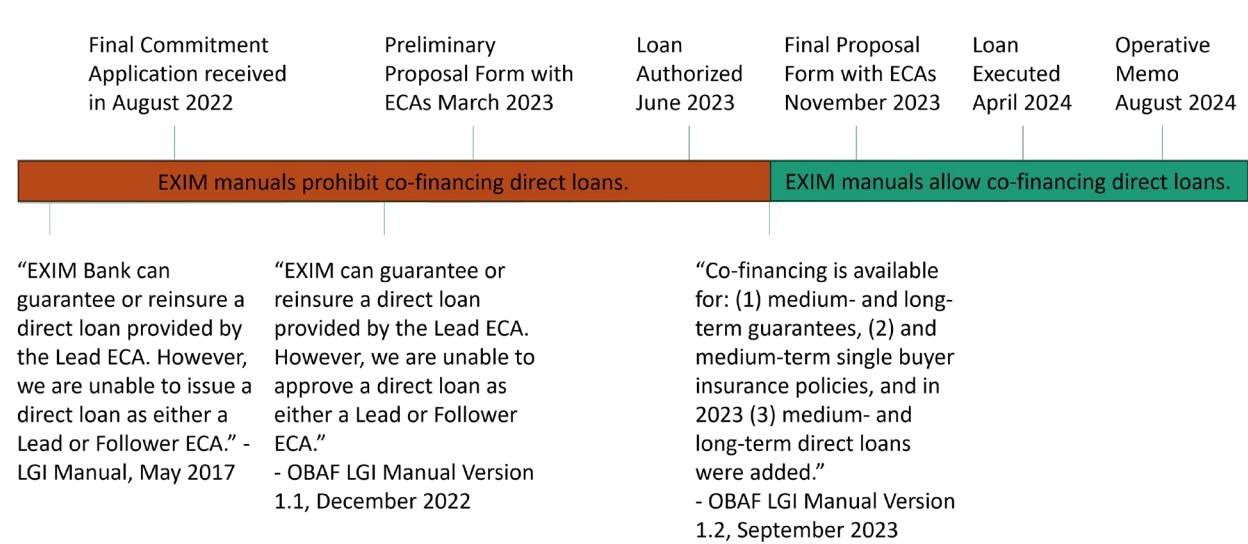 Final Commitment
Application received
in August 2022
Preliminary
Proposal Form with
ECAs March 2023
Loan
Authorized
June 2023
Final Proposal
Form with ECAs
November 2023
Loan
Executed
April 2024
Operative
Memo
August 2024
EXIM manuals prohibit co-financing direct loans.
EXIM manuals allow co-financing direct loans.
“EXIM Bank can
guarantee or reinsure a
direct loan provided by
the Lead ECA. However,
we are unable to issue a
direct loan as either a
Lead or Follower ECA.” -
LGI Manual, May 2017
“EXIM can guarantee or
reinsure a direct loan
provided by the Lead ECA.
However, we are unable to
approve a direct loan as
either a Lead or Follower
ECA.”
- OBAF LGI Manual Version
1.1, December 2022
“Co-financing is available
for: (1) medium- and long-
term guarantees, (2) and
medium-term single buyer
insurance policies, and in
2023 (3) medium- and
long-term direct loans
were added.”
- OBAF LGI Manual Version
1.2, September 2023